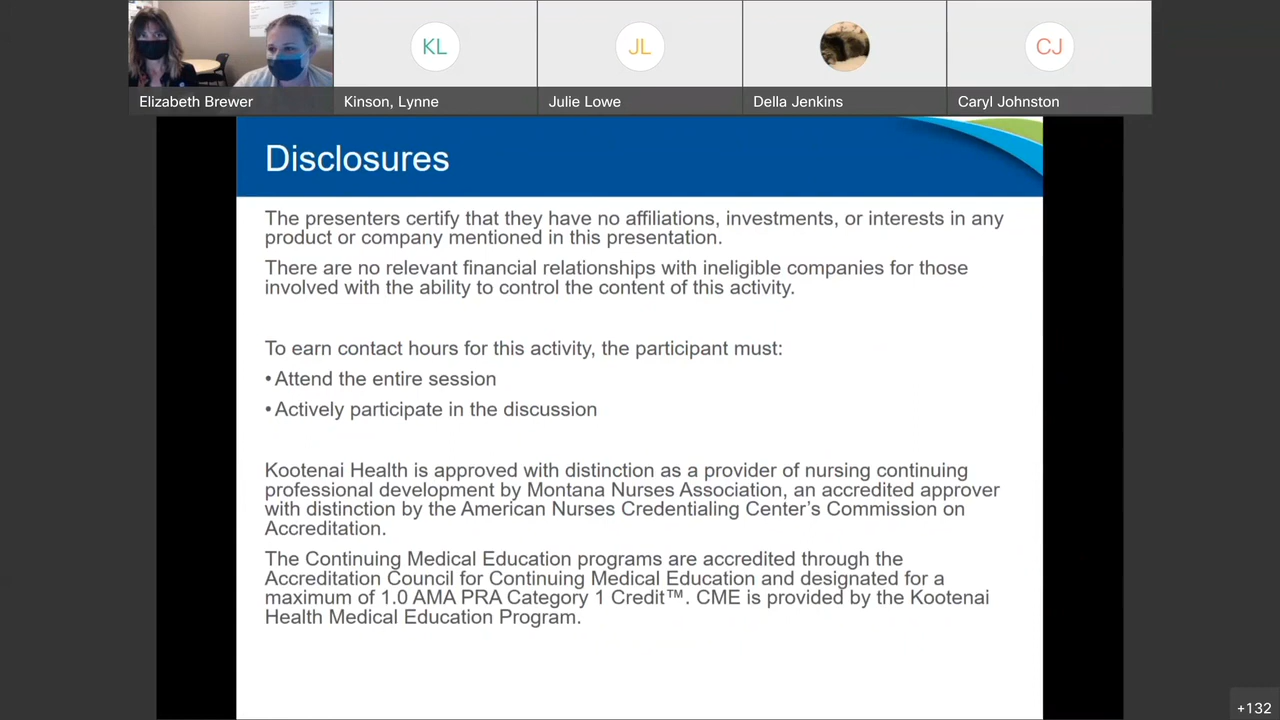 KL
JL
CJ
Elizabeth Brewer
Kinson, Lynne
Julie Lowe
Della Jenkins
Caryl Johnston
Disclosures
The presenters certify that they have no affiliations, investments, or interests in any
product or company mentioned in this presentation.
There are no relevant financial relationships with ineligible companies for those
involved with the ability to control the content of this activity.
To earn contact hours for this activity, the participant must:
•Attend the entire session
•Actively participate in the discussion
Kootenai Health is approved with distinction as a provider of nursing continuing
professional development by Montana Nurses Association, an accredited approver
with distinction by the American Nurses Credentialing Center’s Commission on
Accreditation.
The Continuing Medical Education programs are accredited through the
Accreditation Council for Continuing Medical Education and designated for a
maximum of 1.0 AMA PRA Category 1 Credit™. CME is provided by the Kootenai
Health Medical Education Program.
+132